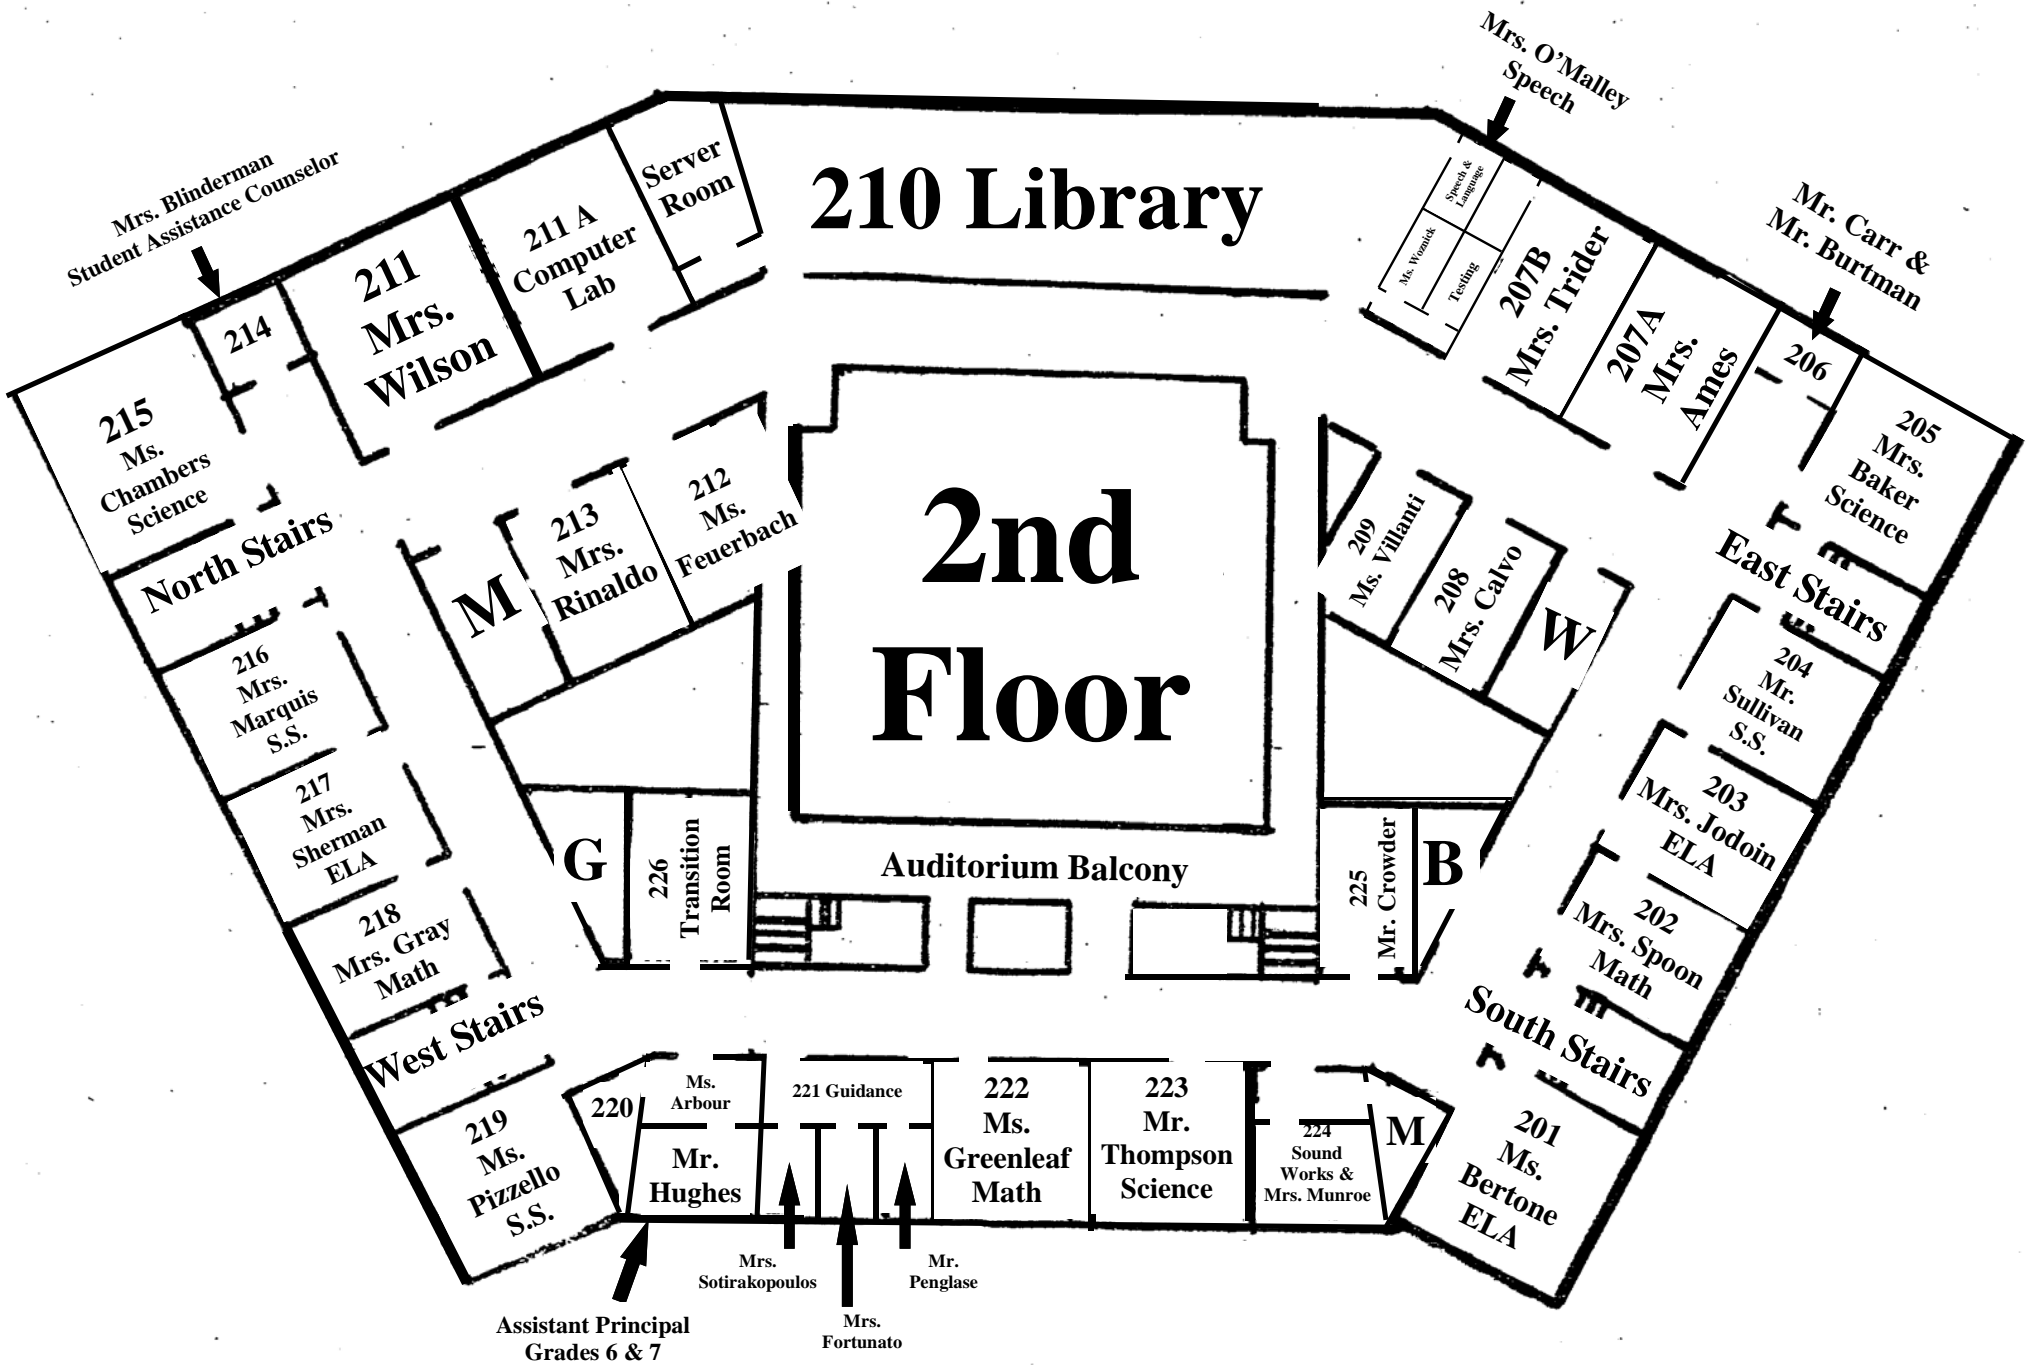 Mrs. O’Malley
Speech
Mrs. Blinderman
Student Assistance Counselor
Mr. Carr &
Mr. Burtman
Server
Room
210 Library
Speech &
Language
Ms. Woznick
Testing
207B
Mrs. Trider
207A
Mrs.
Ames
206
205
Mrs.
Baker
Science
211 A
Computer
Lab
211
Mrs.
Wilson
214
215
Ms.
Chambers
Science
North Stairs
M
213
Mrs.
Rinaldo
212
Ms.
Feuerbach
2nd
Floor
209
Ms. Villanti
208
Mrs. Calvo
W
East Stairs
216
Mrs.
Marquis
S.S.
204
Mr.
Sullivan
S.S.
217
Mrs.
Sherman
ELA
203
Mrs. Jodoin
ELA
G
226
Transition
Room
Auditorium Balcony
225
Mr. Crowder
B
218
Mrs. Gray
Math
202
Mrs. Spoon
Math
West Stairs
South Stairs
219
Ms.
Pizzello
S.S.
220
Ms.
Arbour
Mr.
Hughes
221 Guidance
222
Ms.
Greenleaf
Math
223
Mr.
Thompson
Science
224
Sound
Works &
Mrs. Munroe
M
201
Ms.
Bertone
ELA
Mrs.
Sotirakopoulos
Mr.
Penglase
Mrs.
Fortunato
Assistant Principal
Grades 6 & 7